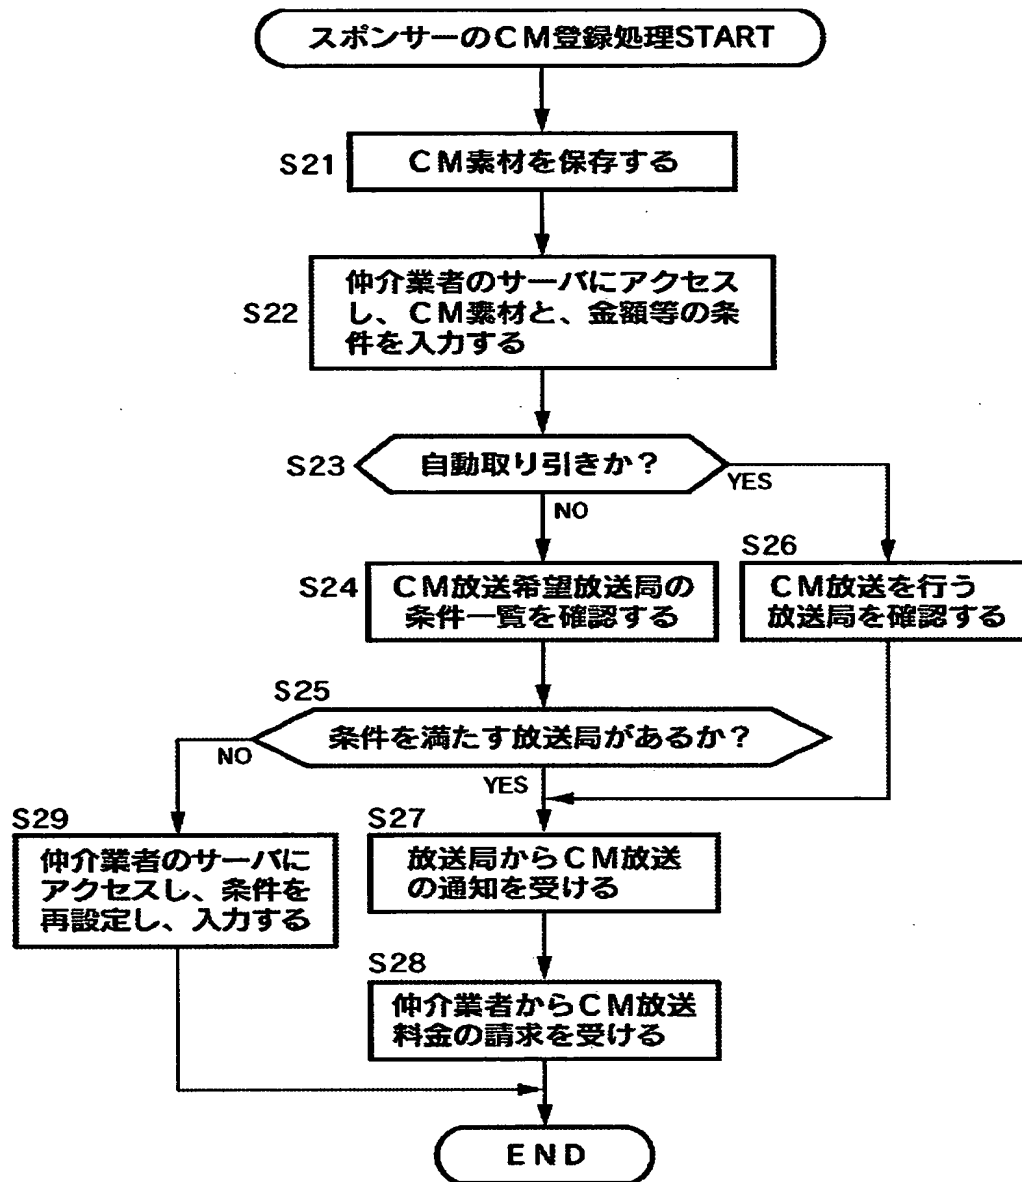 スポンサーのCM登録処理START
S21
CM素材を保存する
S22
仲介業者のサーバにアクセス
し、CM素材と、金額等の条
件を入力する
S23
自動取り引きか？
YES
NO
S24
CM放送希望放送局の
条件一覧を確認する
S26
CM放送を行う
放送局を確認する
S25
条件を満たす放送局があるか？
NO
YES
S29
仲介業者のサーバに
アクセスし、条件を
再設定し、入力する
S27
放送局からCM放送
の通知を受ける
S28
仲介業者からCM放送
料金の請求を受ける
END